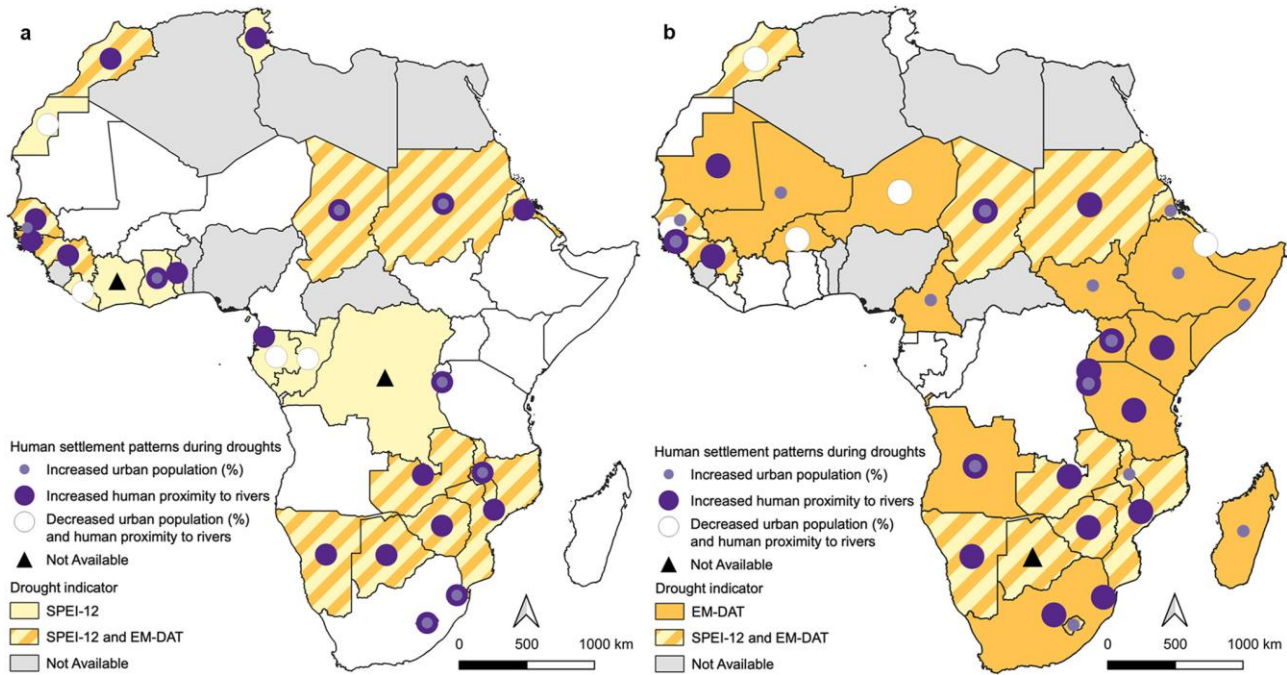 a
Human settlement patterns during droughts
Increased urban population (%)
Increased human proximity to rivers
Decreased urban population (%)
and human proximity to rivers
Not Available
Drought indicator
SPEI-12
SPEI-12 and EM-DAT
Not Available
0 500 1000 km
b
Human settlement patterns during droughts
Increased urban population (%)
Increased human proximity to rivers
Decreased urban population (%)
and human proximity to rivers
Not Available
Drought indicator
EM-DAT
SPEI-12 and EM-DAT
Not Available
0 500 1000 km